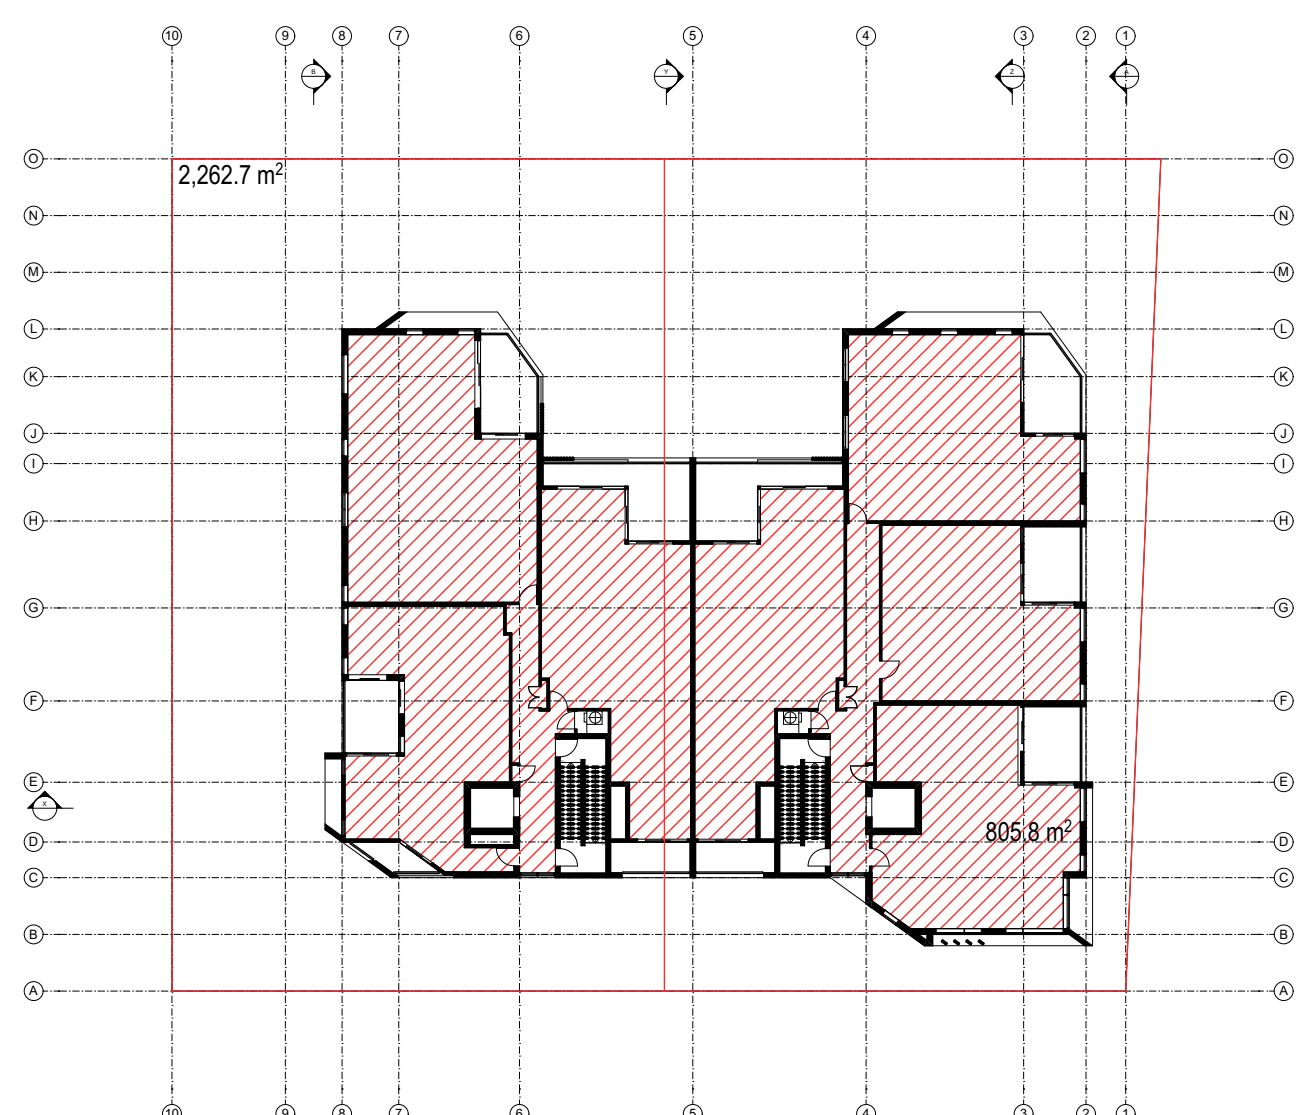 10 9 8 7 6 5 4 3 2 1
B Y Z A
O O
2,262.7 m²
N N
M M
L L
K K
J J
I I
H H
G G
F F
E E
X
805.8 m²
D D
C C
B B
A A
10 9 8 7 6 5 4 3 2 1